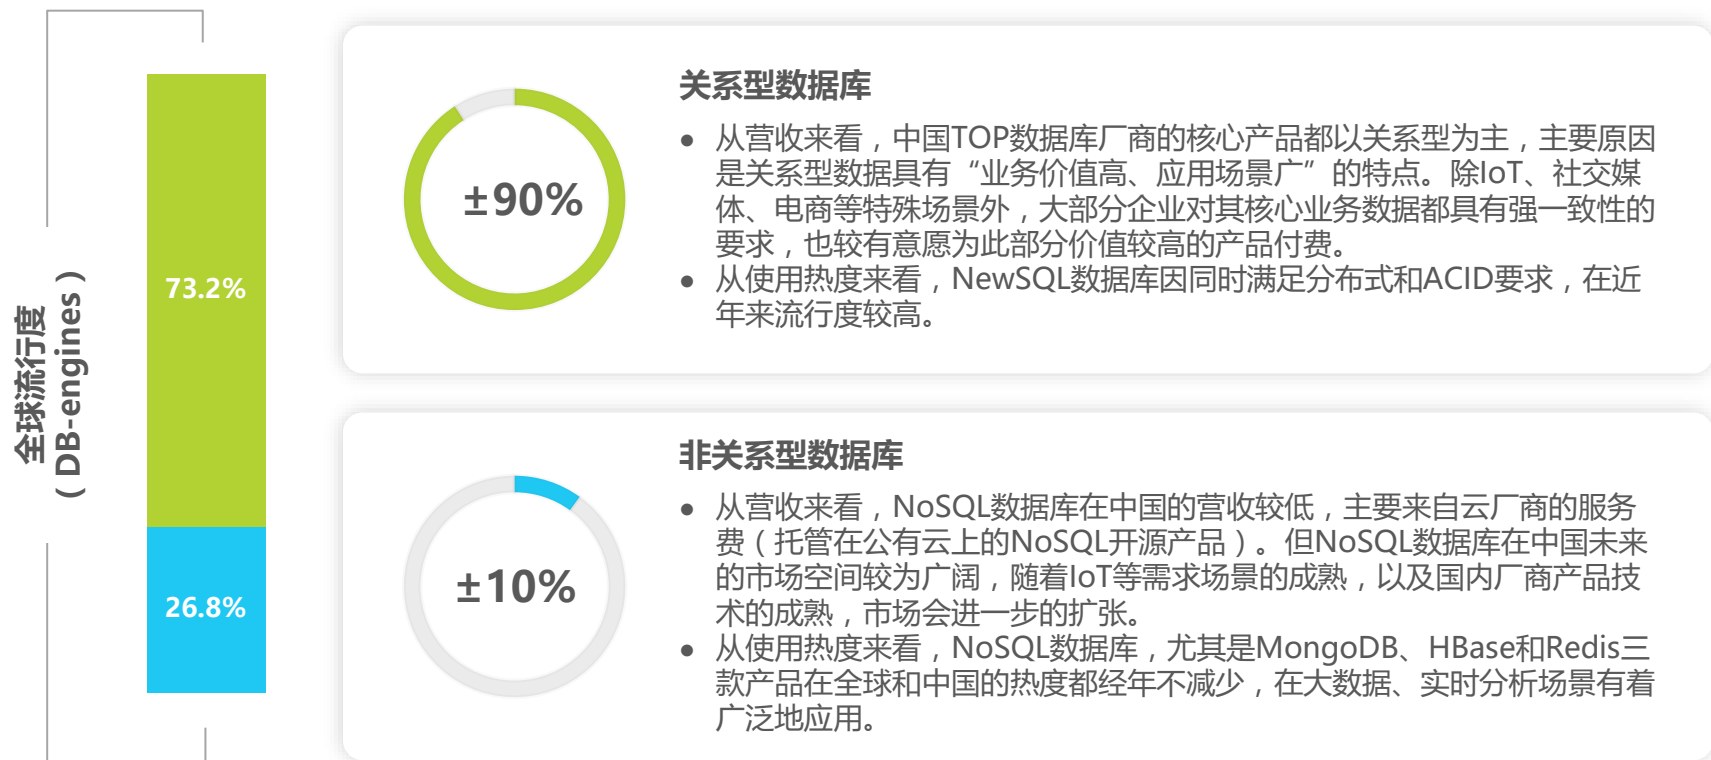 全球流行度
（DB-engines）
73.2%
26.8%
±90%
关系型数据库
● 从营收来看，中国TOP数据库厂商的核心产品都以关系型为主，主要原因
是关系型数据具有“业务价值高、应用场景广”的特点。除IoT、社交媒
体、电商等特殊场景外，大部分企业对其核心业务数据都具有强一致性的
要求，也较有意愿为此部分价值较高的产品付费。
● 从使用热度来看，NewSQL数据库因同时满足分布式和ACID要求，在近
年来流行度较高。
±10%
非关系型数据库
● 从营收来看，NoSQL数据库在中国的营收较低，主要来自云厂商的服务
费（托管在公有云上的NoSQL开源产品）。但NoSQL数据库在中国未来
的市场空间较为广阔，随着IoT等需求场景的成熟，以及国内厂商产品技
术的成熟，市场会进一步的扩张。
● 从使用热度来看，NoSQL数据库，尤其是MongoDB、HBase和Redis三
款产品在全球和中国的热度都经年不减少，在大数据、实时分析场景有着
广泛地应用。